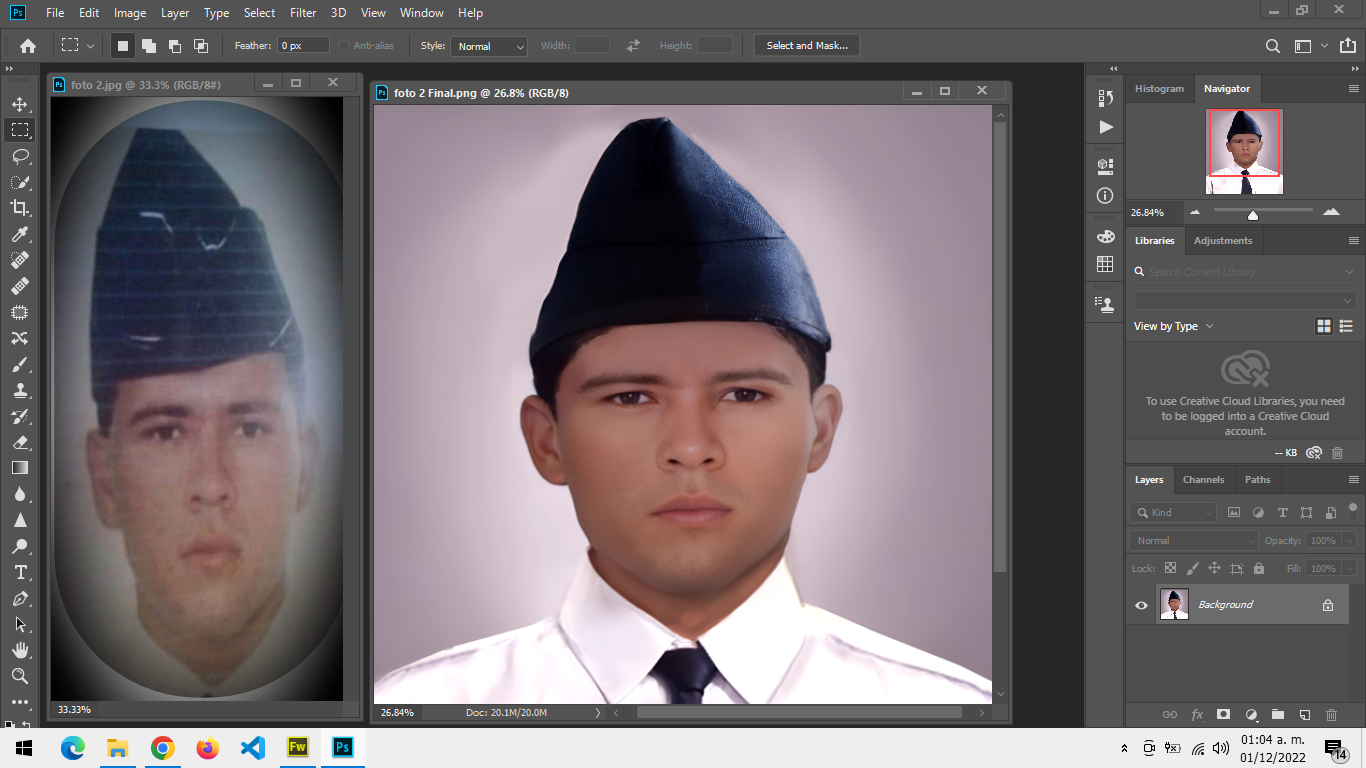 Ps File Edit Image Layer Type Select Filter 3D View Window Help
Feather: 0 px Anti-alias Style: Normal Width: Height: Select and Mask...
Ps foto 2.jpg @ 33.3% (RGB/8#)
Ps foto 2 Final.png @ 26.8% (RGB/8)
Histogram Navigator
26.84%
Libraries Adjustments
Search Current Library
View by Type
To use Creative Cloud Libraries, you need
to be logged into a Creative Cloud
account.
-- KB
Layers Channels Paths
Kind
Normal Opacity: 100%
Lock: Fill: 100%
Background
33.33%
26.84% Doc: 20.1M/20.0M
Fw Ps
01:04 a. m.
01/12/2022
14